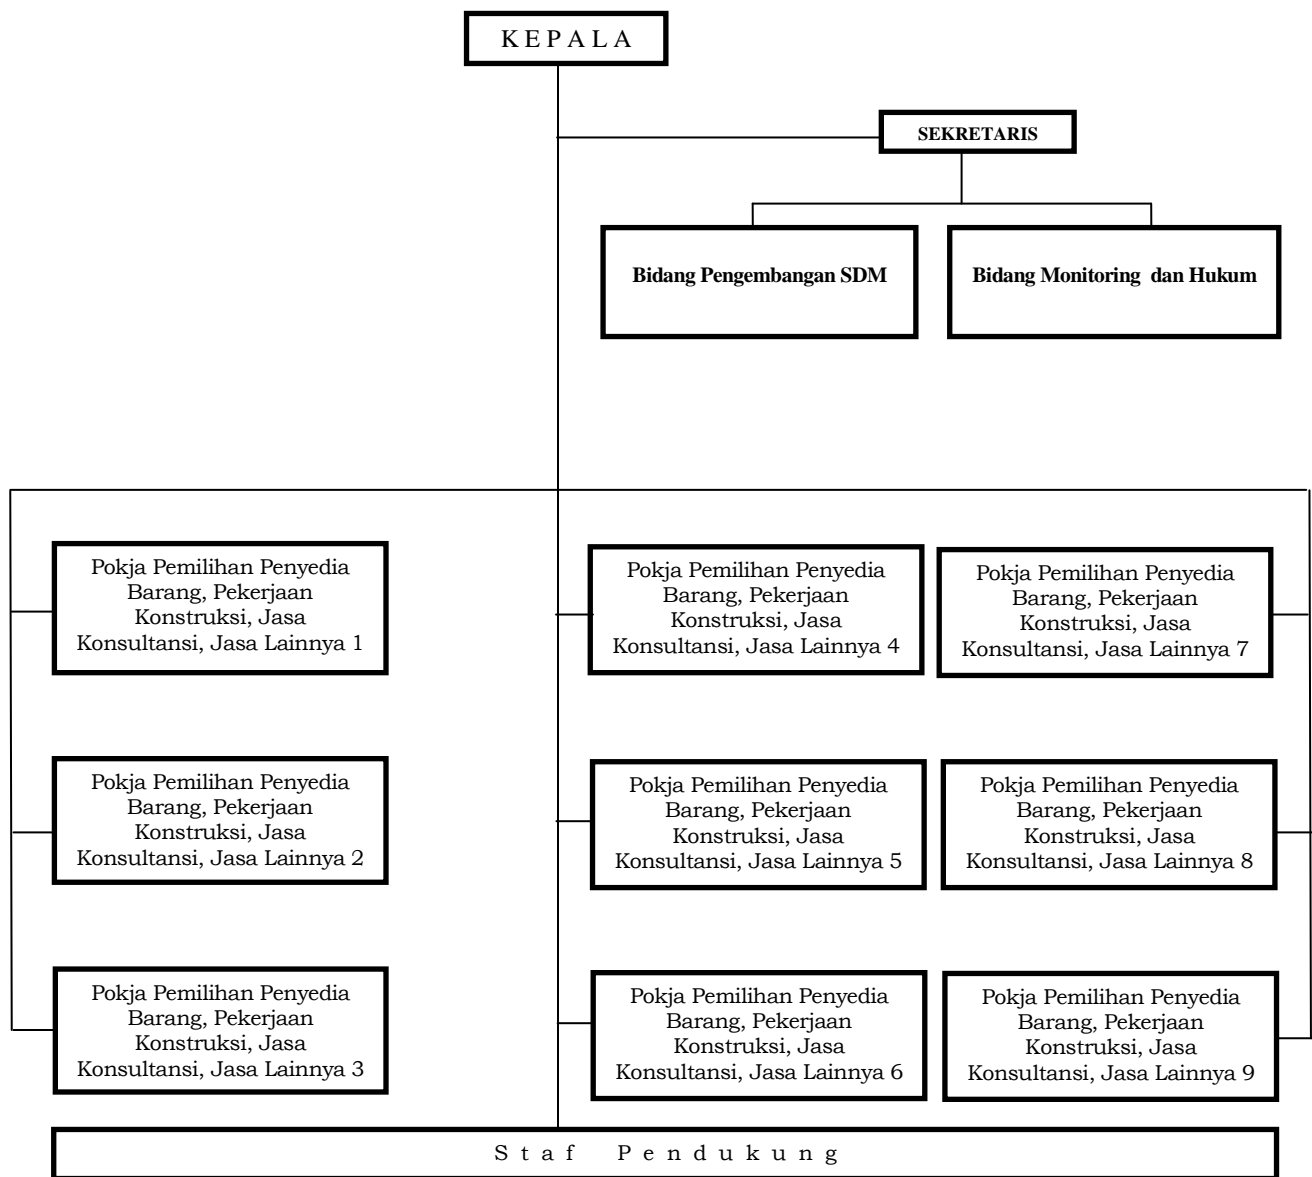 K E P A L A
SEKRETARIS
Bidang Pengembangan SDM
Bidang Monitoring dan Hukum
Pokja Pemilihan Penyedia
Barang, Pekerjaan
Konstruksi, Jasa
Konsultansi, Jasa Lainnya 1
Pokja Pemilihan Penyedia
Barang, Pekerjaan
Konstruksi, Jasa
Konsultansi, Jasa Lainnya 4
Pokja Pemilihan Penyedia
Barang, Pekerjaan
Konstruksi, Jasa
Konsultansi, Jasa Lainnya 7
Pokja Pemilihan Penyedia
Barang, Pekerjaan
Konstruksi, Jasa
Konsultansi, Jasa Lainnya 2
Pokja Pemilihan Penyedia
Barang, Pekerjaan
Konstruksi, Jasa
Konsultansi, Jasa Lainnya 5
Pokja Pemilihan Penyedia
Barang, Pekerjaan
Konstruksi, Jasa
Konsultansi, Jasa Lainnya 8
Pokja Pemilihan Penyedia
Barang, Pekerjaan
Konstruksi, Jasa
Konsultansi, Jasa Lainnya 3
Pokja Pemilihan Penyedia
Barang, Pekerjaan
Konstruksi, Jasa
Konsultansi, Jasa Lainnya 6
Pokja Pemilihan Penyedia
Barang, Pekerjaan
Konstruksi, Jasa
Konsultansi, Jasa Lainnya 9
S t a f  P e n d u k u n g